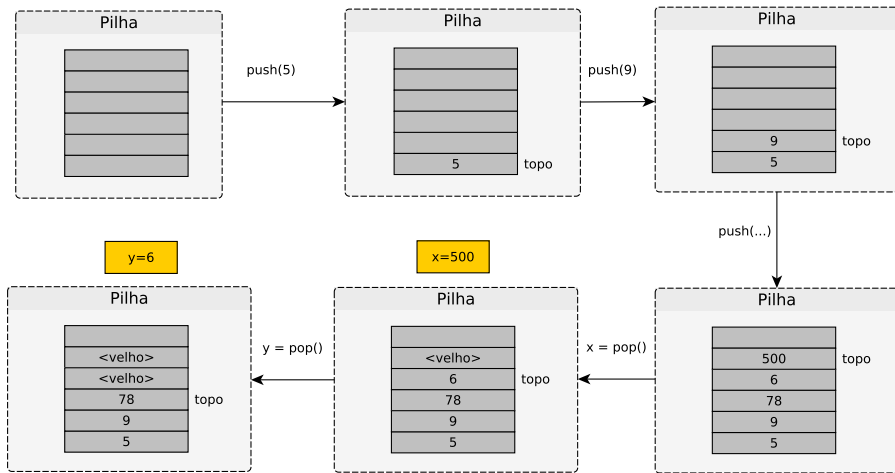 Pilha
push(5)
Pilha
5
topo
push(9)
Pilha
9
topo
5
push(...)
y=6
x=500
Pilha
<velho>
<velho>
78
topo
9
5
y = pop()
Pilha
<velho>
6
topo
78
9
5
x = pop()
Pilha
500
topo
6
78
9
5